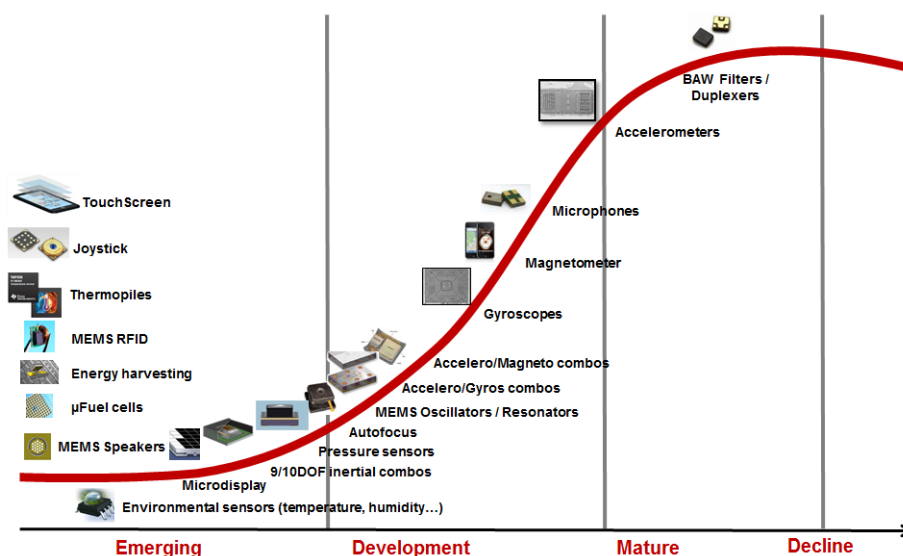 BAW Filters /
Duplexers
Accelerometers
TouchScreen
Microphones
Joystick
Magnetometer
Thermopiles
Gyroscopes
MEMS RFID
Accelero/Magneto combos
Energy harvesting
Accelero/Gyros combos
µFuel cells
MEMS Oscillators / Resonators
Autofocus
MEMS Speakers
Pressure sensors
9/10DOF inertial combos
Microdisplay
Environmental sensors (temperature, humidity…)
Emerging
Development
Mature
Decline